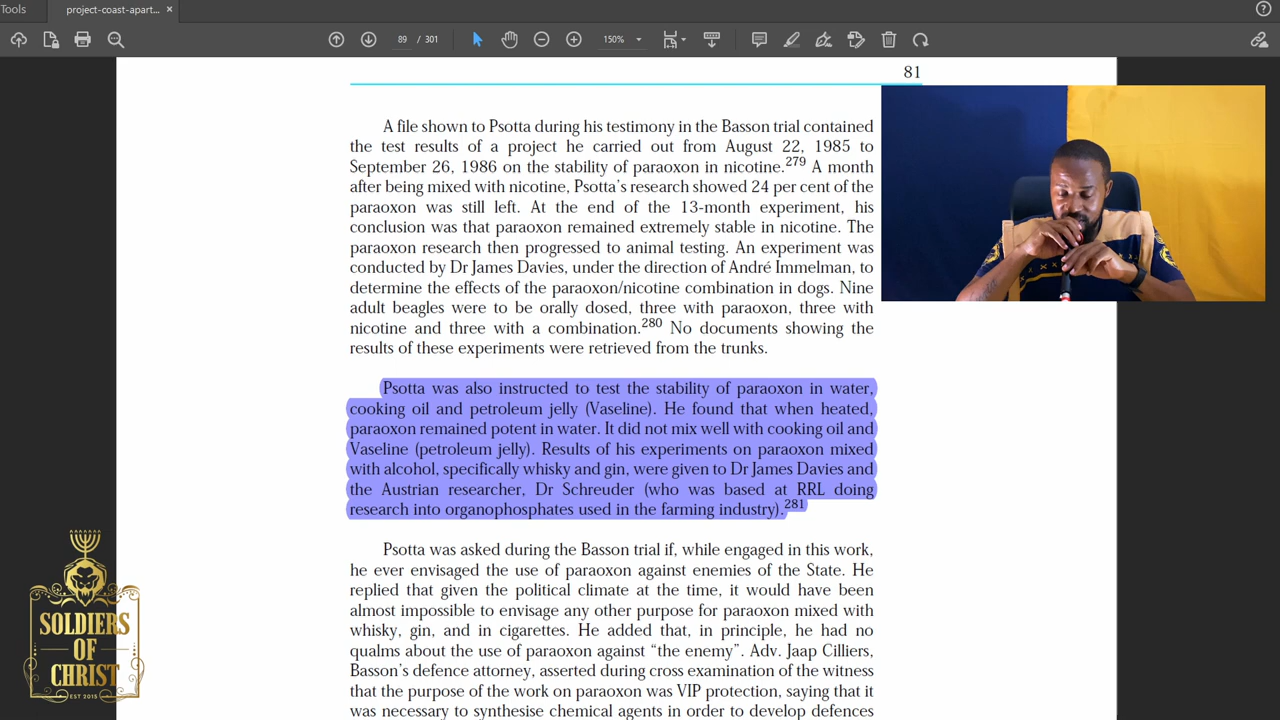 Tools
project-coast-apart... ×
89 / 301
150%
81
A file shown to Psotta during his testimony in the Basson trial contained
the test results of a project he carried out from August 22, 1985 to
September 26, 1986 on the stability of paraoxon in nicotine.279 A month
after being mixed with nicotine, Psotta's research showed 24 per cent of the
paraoxon was still left. At the end of the 13-month experiment, his
conclusion was that paraoxon remained extremely stable in nicotine. The
paraoxon research then progressed to animal testing. An experiment was
conducted by Dr James Davies, under the direction of André Immelman, to
determine the effects of the paraoxon/nicotine combination in dogs. Nine
adult beagles were to be orally dosed, three with paraoxon, three with
nicotine and three with a combination.280 No documents showing the
results of these experiments were retrieved from the trunks.
Psotta was also instructed to test the stability of paraoxon in water,
cooking oil and petroleum jelly (Vaseline). He found that when heated,
paraoxon remained potent in water. It did not mix well with cooking oil and
Vaseline (petroleum jelly). Results of his experiments on paraoxon mixed
with alcohol, specifically whisky and gin, were given to Dr James Davies and
the Austrian researcher, Dr Schreuder (who was based at RRL doing
research into organophosphates used in the farming industry).281
Psotta was asked during the Basson trial if, while engaged in this work,
he ever envisaged the use of paraoxon against enemies of the State. He
replied that given the political climate at the time, it would have been
almost impossible to envisage any other purpose for paraoxon mixed with
whisky, gin, and in cigarettes. He added that, in principle, he had no
qualms about the use of paraoxon against “the enemy”. Adv. Jaap Cilliers,
Basson's defence attorney, asserted during cross examination of the witness
that the purpose of the work on paraoxon was VIP protection, saying that it
was necessary to synthesise chemical agents in order to develop defences
SOLDIERS
OF
CHRIST
EST 2015